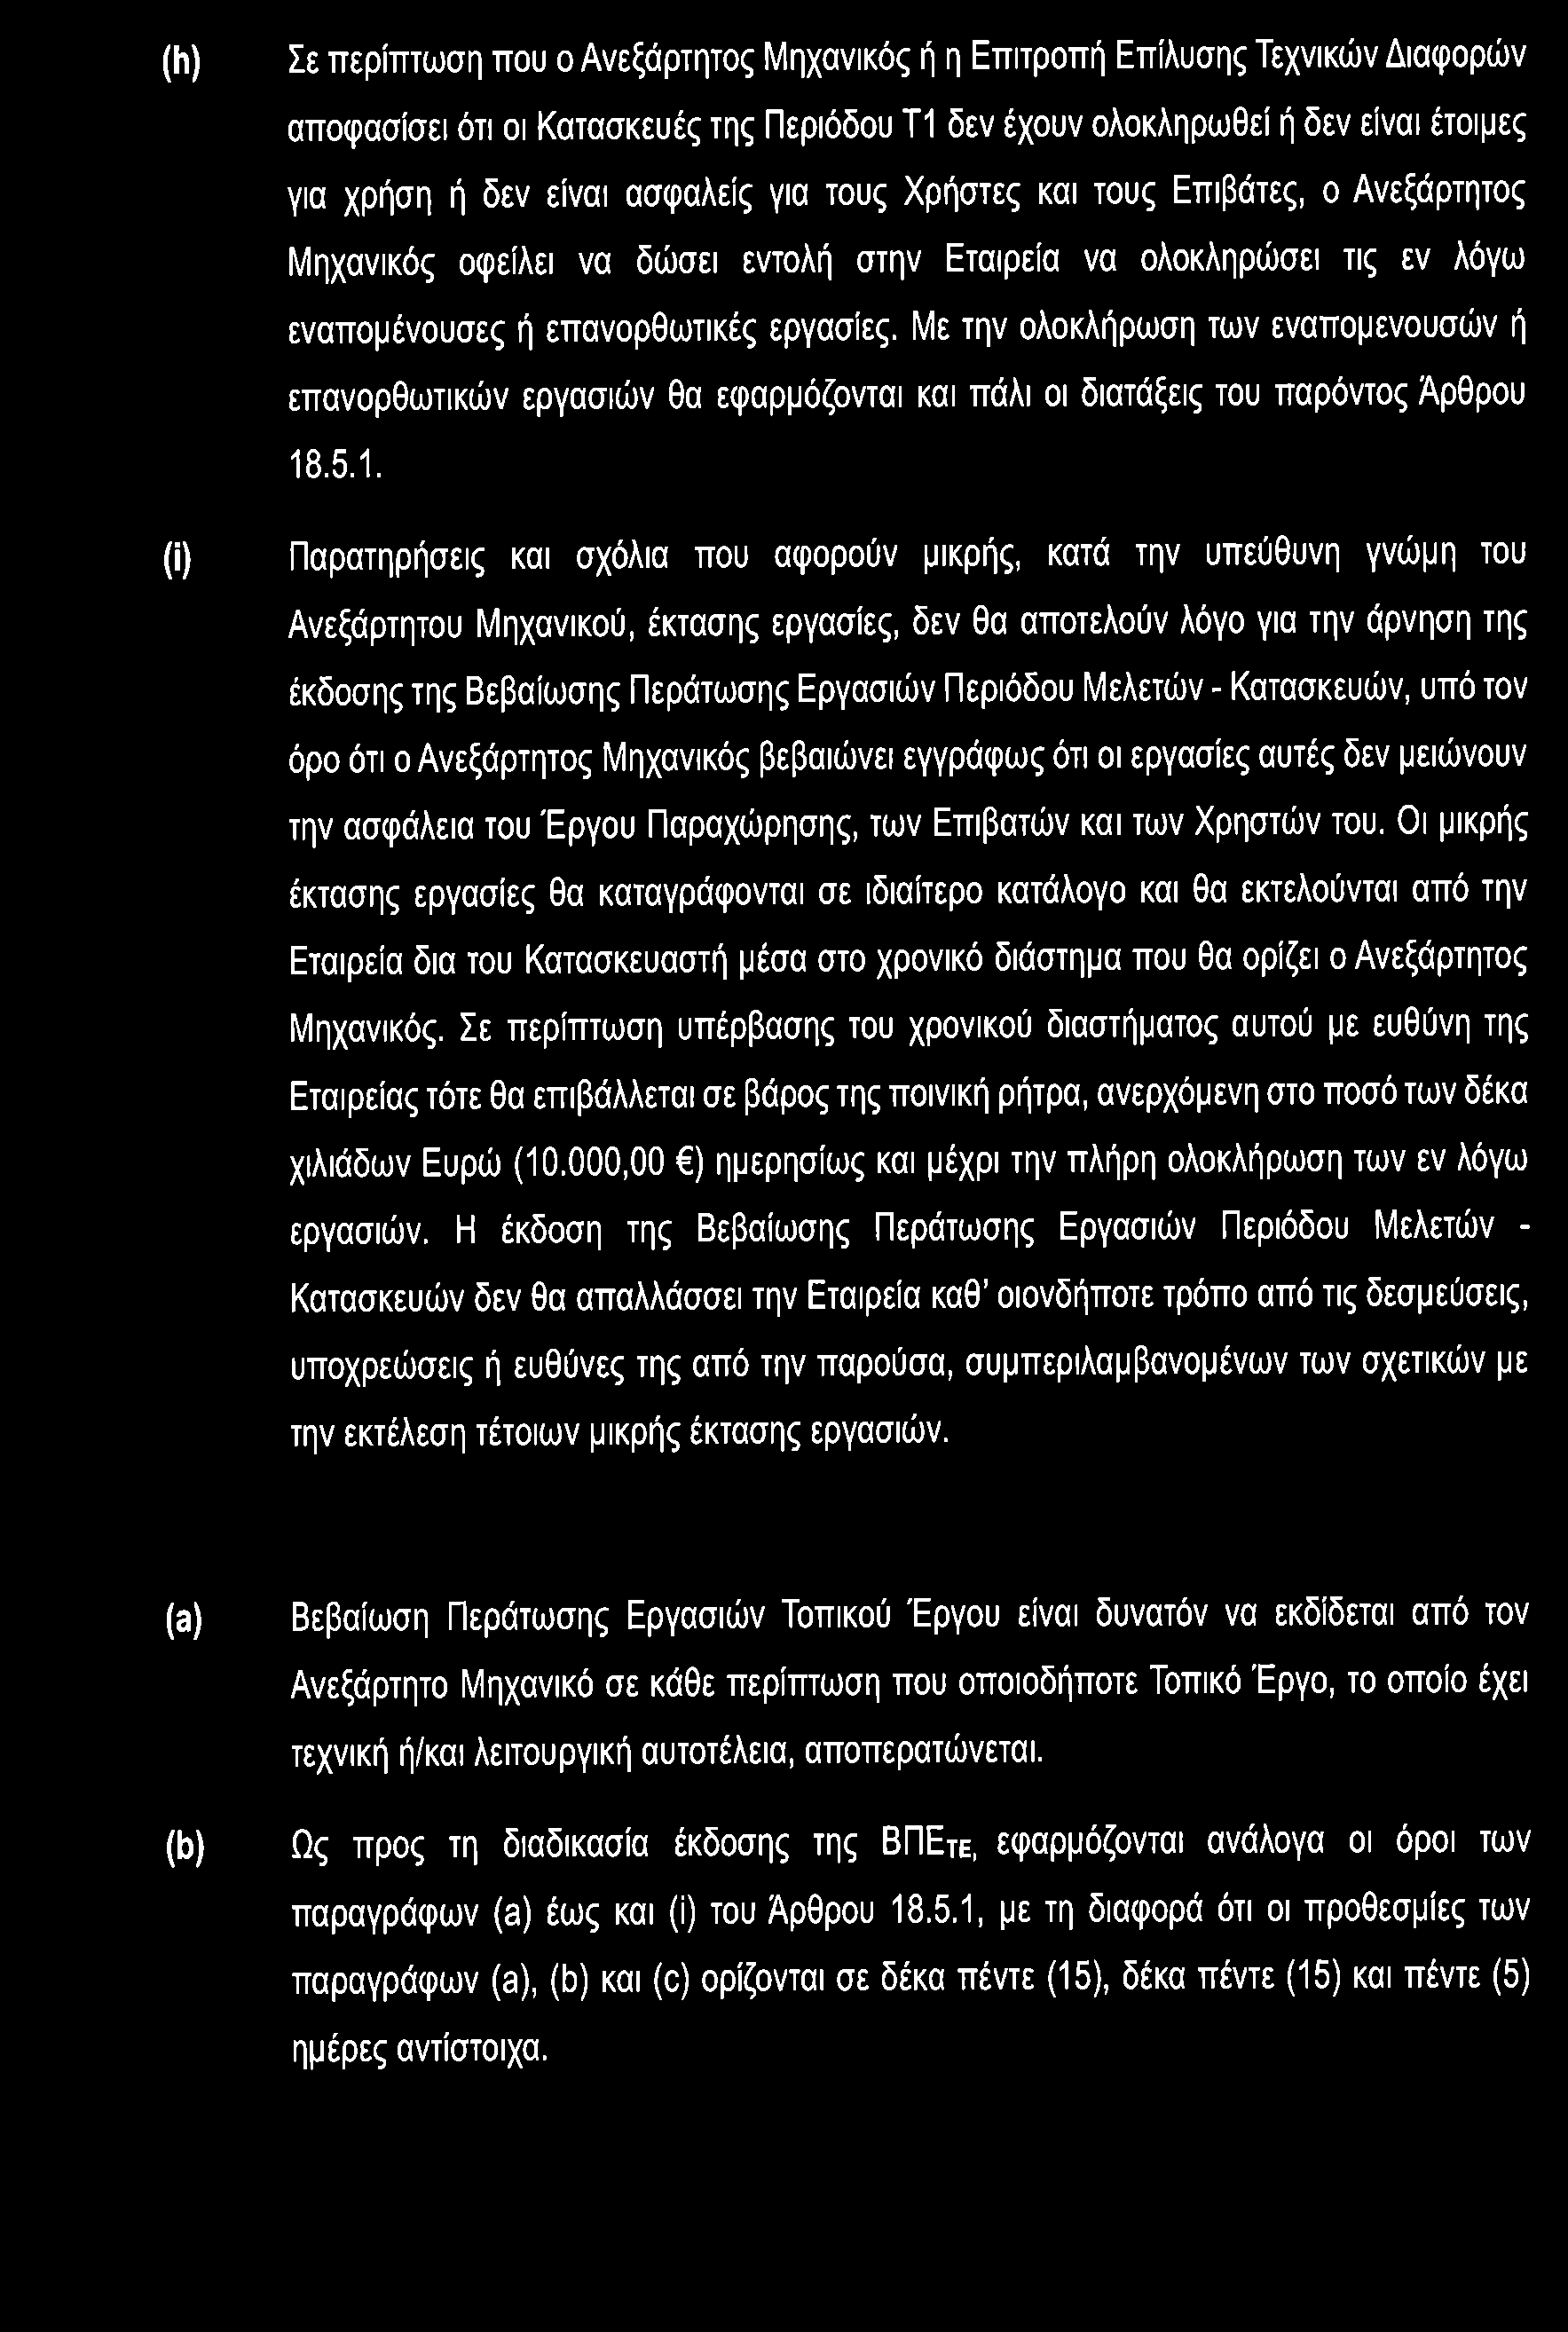 (h) Σε περίπτωση που ο Ανεξάρτητος Μηχανικός ή η Επιτροπή Επίλυσης Τεχνικών Διαφορών
αποφασίσει ότι οι Κατασκευές της Περιόδου Τ1 δεν έχουν ολοκληρωθεί ή δεν είναι έτοιμες
για χρήση ή δεν είναι ασφαλείς για τους Χρήστες και τους Επιβάτες, ο Ανεξάρτητος
Μηχανικός οφείλει να δώσει εντολή στην Εταιρεία να ολοκληρώσει τις εν λόγω
εναπομένουσες ή επανορθωτικές εργασίες. Με την ολοκλήρωση των εναπομενουσών ή
επανορθωτικών εργασιών θα εφαρμόζονται και πάλι οι διατάξεις του παρόντος Άρθρου
18.5.1.
(i) Παρατηρήσεις και σχόλια που αφορούν μικρής, κατά την υπεύθυνη γνώμη του
Ανεξάρτητου Μηχανικού, έκτασης εργασίες, δεν θα αποτελούν λόγο για την άρνηση της
έκδοσης της Βεβαίωσης Περάτωσης Εργασιών Περιόδου Μελετών - Κατασκευών, υπό τον
όρο ότι ο Ανεξάρτητος Μηχανικός βεβαιώνει εγγράφως ότι οι εργασίες αυτές δεν μειώνουν
την ασφάλεια του Έργου Παραχώρησης, των Επιβατών και των Χρηστών του. Οι μικρής
έκτασης εργασίες θα καταγράφονται σε ιδιαίτερο κατάλογο και θα εκτελούνται από την
Εταιρεία δια του Κατασκευαστή μέσα στο χρονικό διάστημα που θα ορίζει ο Ανεξάρτητος
Μηχανικός. Σε περίπτωση υπέρβασης του χρονικού διαστήματος αυτού με ευθύνη της
Εταιρείας τότε θα επιβάλλεται σε βάρος της ποινική ρήτρα, ανερχόμενη στο ποσό των δέκα
χιλιάδων Ευρώ (10.000,00 €) ημερησίως και μέχρι την πλήρη ολοκλήρωση των εν λόγω
εργασιών. Η έκδοση της Βεβαίωσης Περάτωσης Εργασιών Περιόδου Μελετών -
Κατασκευών δεν θα απαλλάσσει την Εταιρεία καθ’ οιονδήποτε τρόπο από τις δεσμεύσεις,
υποχρεώσεις ή ευθύνες της από την παρούσα, συμπεριλαμβανομένων των σχετικών με
την εκτέλεση τέτοιων μικρής έκτασης εργασιών.
(a) Βεβαίωση Περάτωσης Εργασιών Τοπικού Έργου είναι δυνατόν να εκδίδεται από τον
Ανεξάρτητο Μηχανικό σε κάθε περίπτωση που οποιοδήποτε Τοπικό Έργο, το οποίο έχει
τεχνική ή/και λειτουργική αυτοτέλεια, αποπερατώνεται.
(b) Ως προς τη διαδικασία έκδοσης της ΒΠΕΤΕ, εφαρμόζονται ανάλογα οι όροι των
παραγράφων (a) έως και (i) του Άρθρου 18.5.1, με τη διαφορά ότι οι προθεσμίες των
παραγράφων (a), (b) και (c) ορίζονται σε δέκα πέντε (15), δέκα πέντε (15) και πέντε (5)
ημέρες αντίστοιχα.